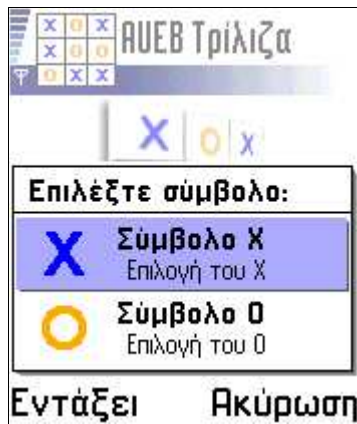 X O X
X O O
O X X
AUEB Τρίλιζα
X O X
Επιλέξτε σύμβολο:
X Σύμβολο X
Επιλογή του X
O Σύμβολο O
Επιλογή του O
Εντάξει Ακύρωση